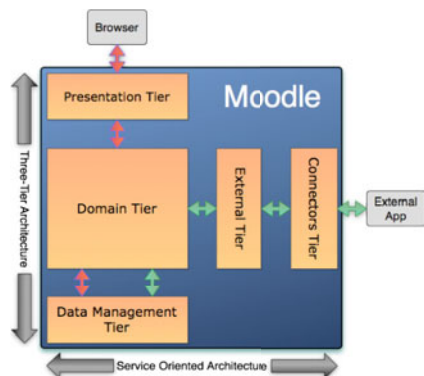 Browser
Presentation Tier
Moodle
Three-Tier Architecture
Domain Tier
External Tier
Connectors Tier
External
App
Data Management
Tier
Service Oriented Architectue